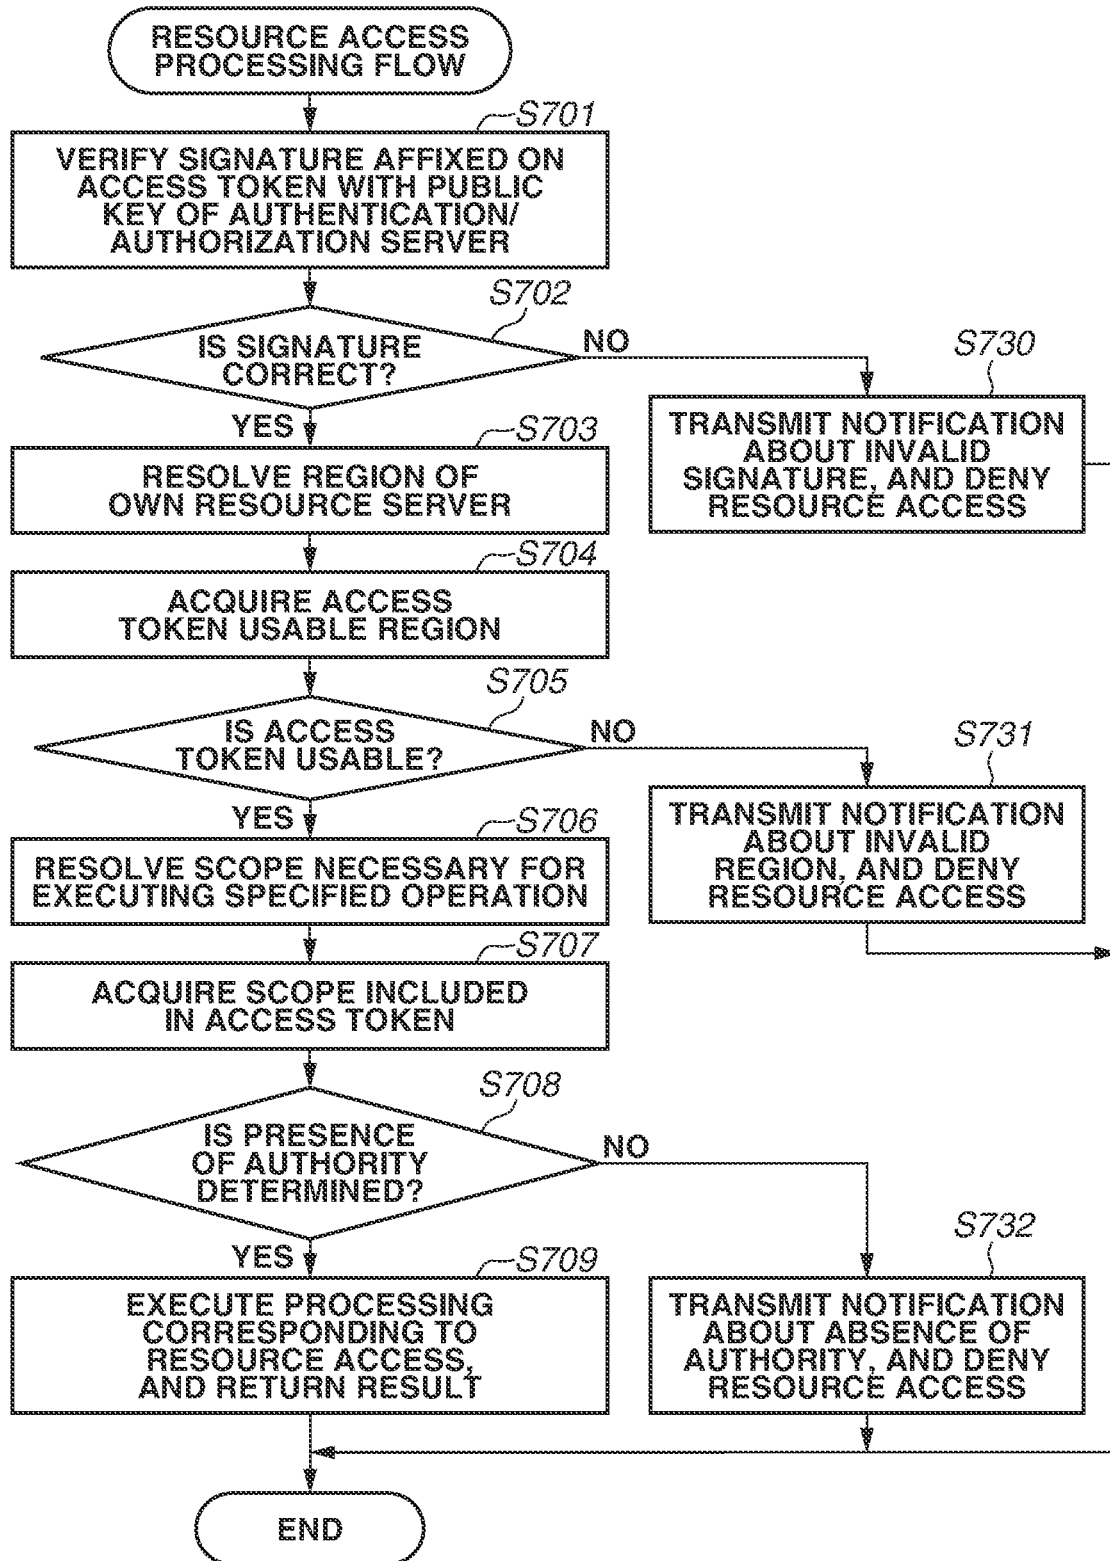 RESOURCE ACCESS
PROCESSING FLOW
S701
VERIFY SIGNATURE AFFIXED ON
ACCESS TOKEN WITH PUBLIC
KEY OF AUTHENTICATION/
AUTHORIZATION SERVER
S702
IS SIGNATURE
CORRECT?
NO
S730
TRANSMIT NOTIFICATION
ABOUT INVALID
SIGNATURE, AND DENY
RESOURCE ACCESS
YES
S703
RESOLVE REGION OF
OWN RESOURCE SERVER
S704
ACQUIRE ACCESS
TOKEN USABLE REGION
S705
IS ACCESS
TOKEN USABLE?
NO
S731
TRANSMIT NOTIFICATION
ABOUT INVALID
REGION, AND DENY
RESOURCE ACCESS
YES
S706
RESOLVE SCOPE NECESSARY FOR
EXECUTING SPECIFIED OPERATION
S707
ACQUIRE SCOPE INCLUDED
IN ACCESS TOKEN
S708
IS PRESENCE
OF AUTHORITY
DETERMINED?
NO
S732
TRANSMIT NOTIFICATION
ABOUT ABSENCE OF
AUTHORITY, AND DENY
RESOURCE ACCESS
YES
S709
EXECUTE PROCESSING
CORRESPONDING TO
RESOURCE ACCESS,
AND RETURN RESULT
END